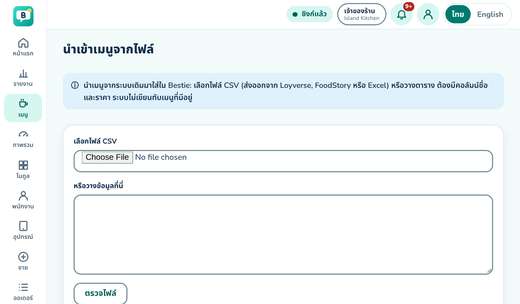 B
ซิงก์แล้ว
เจ้าของร้าน
Island Kitchen
9+
ไทย
English
หน้าแรก
รายงาน
เมนู
ภาพรวม
โมดูล
พนักงาน
อุปกรณ์
ขาย
ออเดอร์
นำเข้าเมนูจากไฟล์
นำเมนูจากระบบเดิมมาใส่ใน Bestie: เลือกไฟล์ CSV (ส่งออกจาก Loyverse, FoodStory หรือ Excel) หรือวางตาราง ต้องมีคอลัมน์ชื่อ
และราคา ระบบไม่เขียนทับเมนูที่มีอยู่
เลือกไฟล์ CSV
Choose File No file chosen
หรือวางข้อมูลที่นี่
ตรวจไฟล์